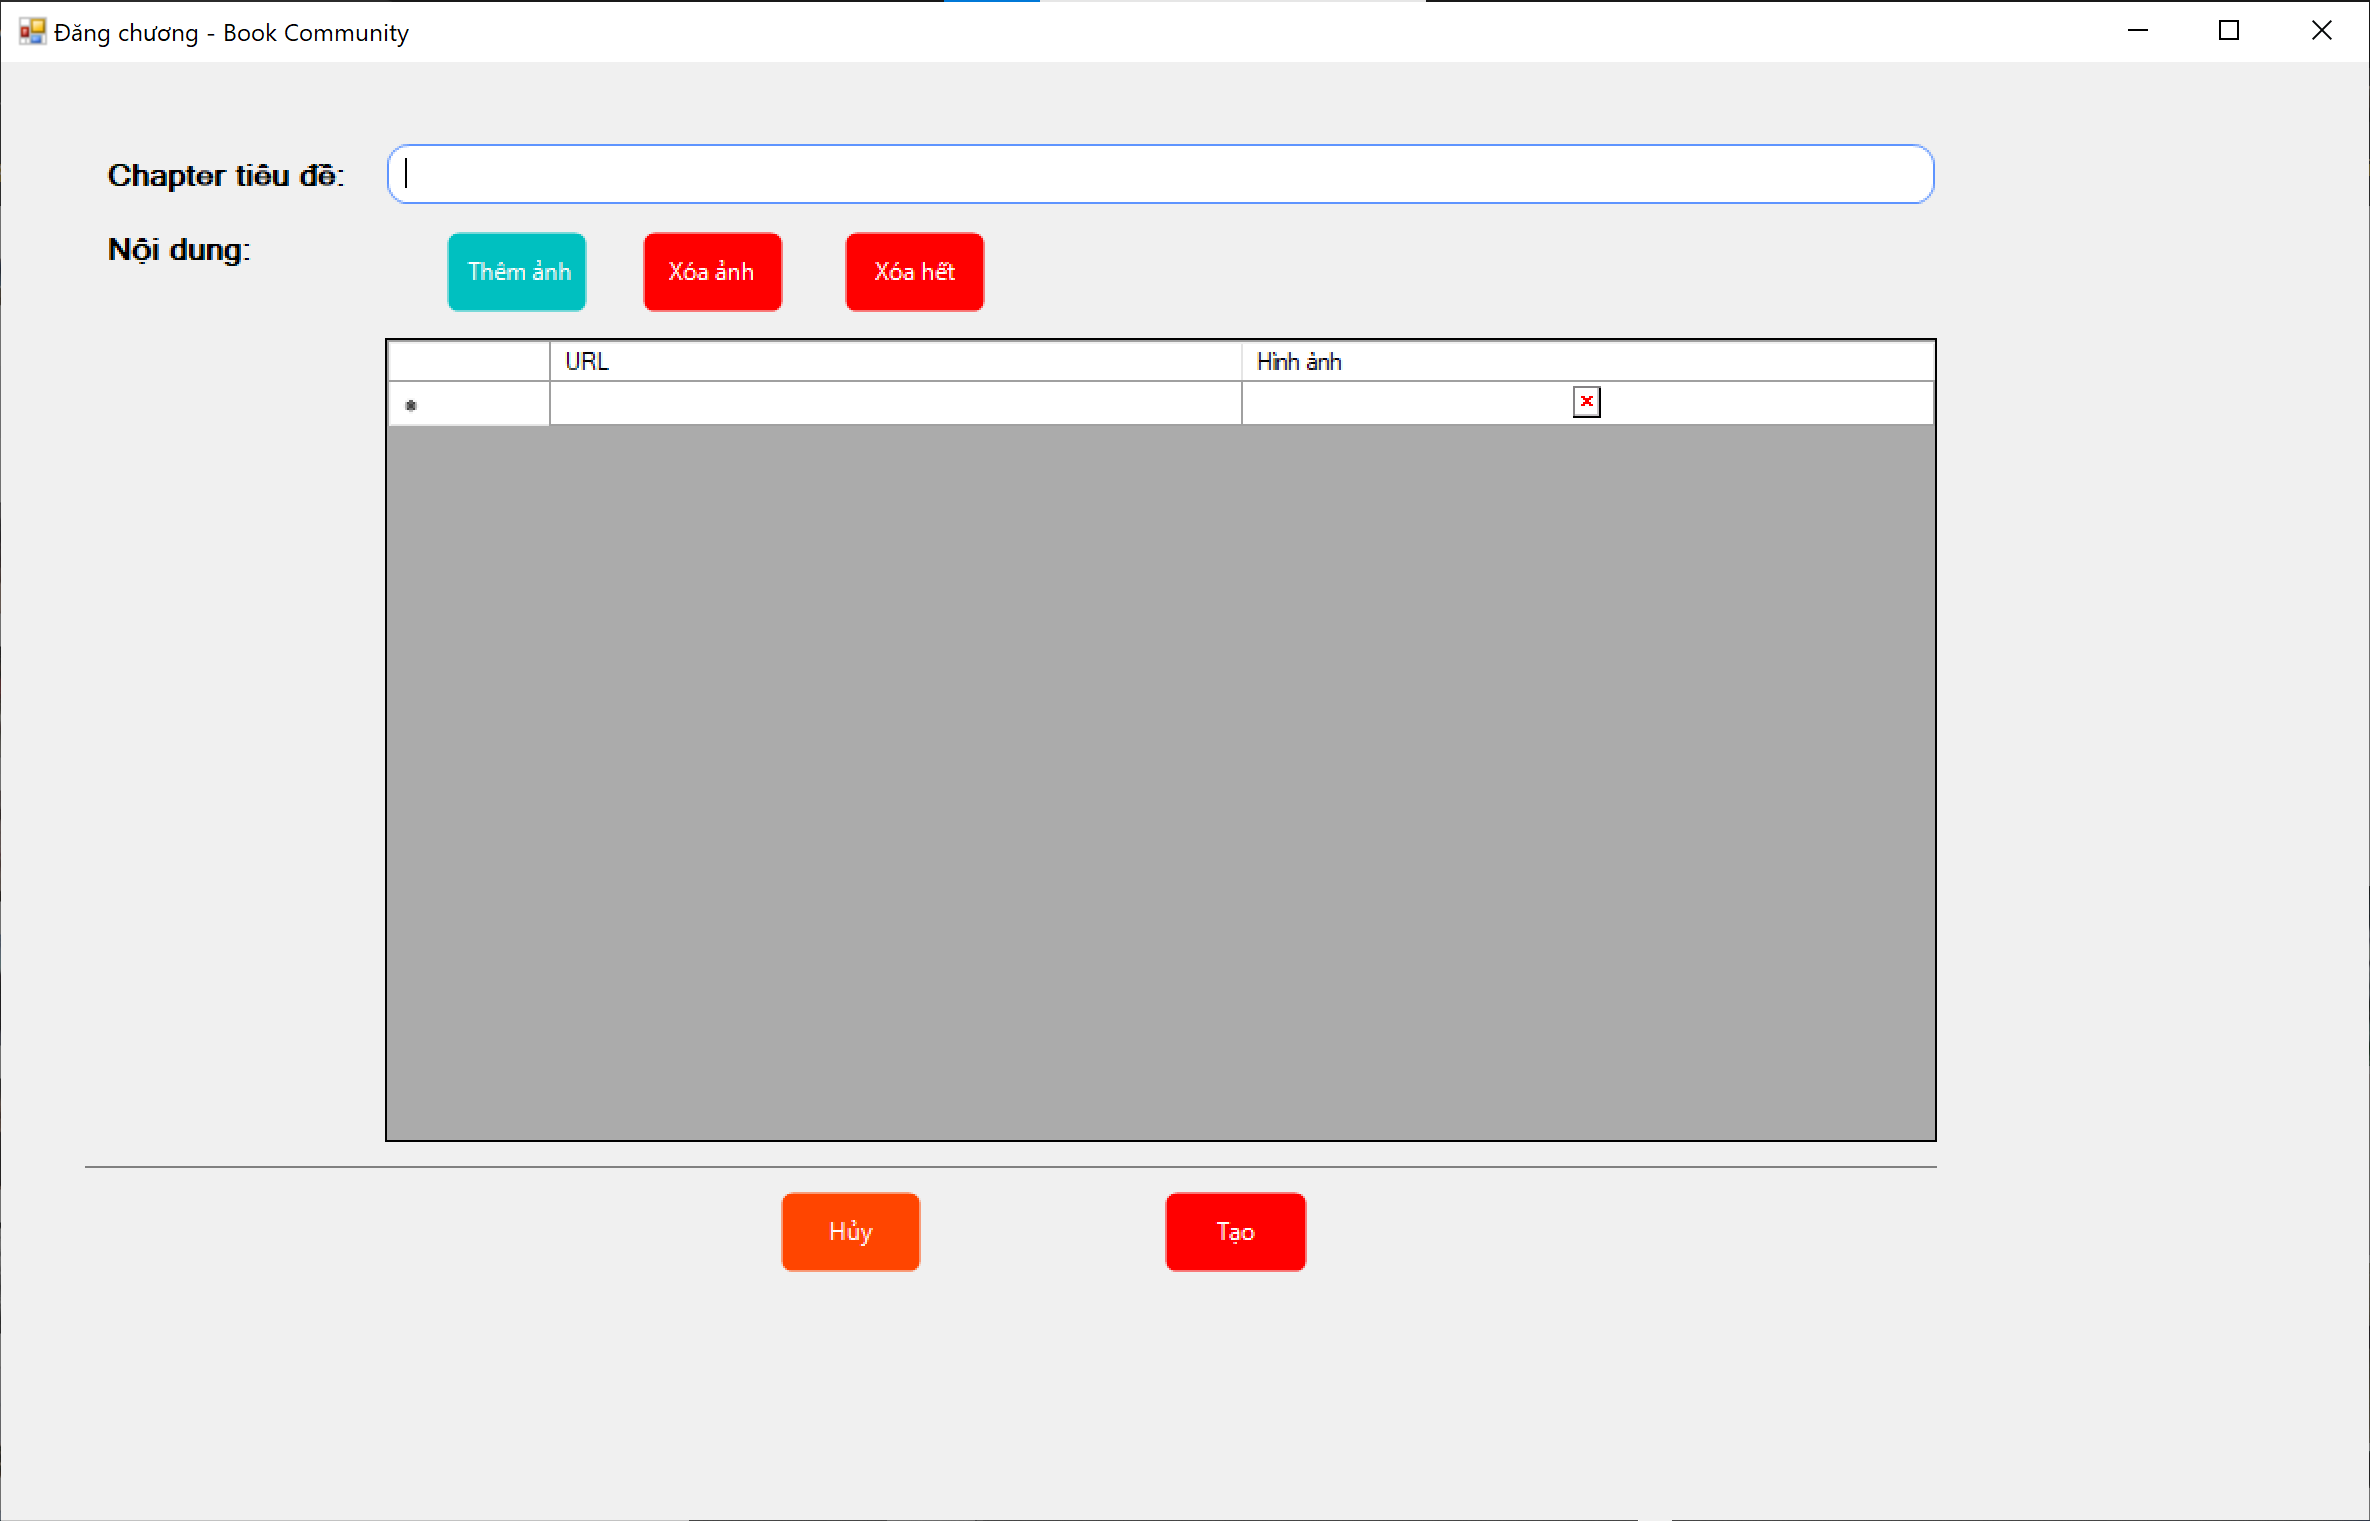 Đăng chương - Book Community
Chapter tiêu đề:
Nội dung:
Thêm ảnh
Xóa ảnh
Xóa hết
URL
Hình ảnh
Hủy
Tạo